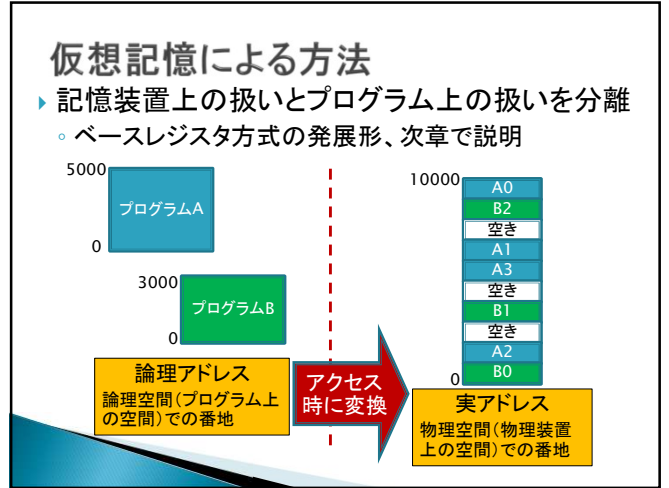 仮想記憶による方法
記憶装置上の扱いとプログラム上の扱いを分離
ベースレジスタ方式の発展形、次章で説明
5000
プログラムA
0
3000
プログラムB
0
論理アドレス
論理空間(プログラム上
の空間)での番地
アクセス
時に変換
10000
A0
B2
空き
A1
A3
空き
B1
空き
A2
B0
0
実アドレス
物理空間(物理装置
上の空間)での番地